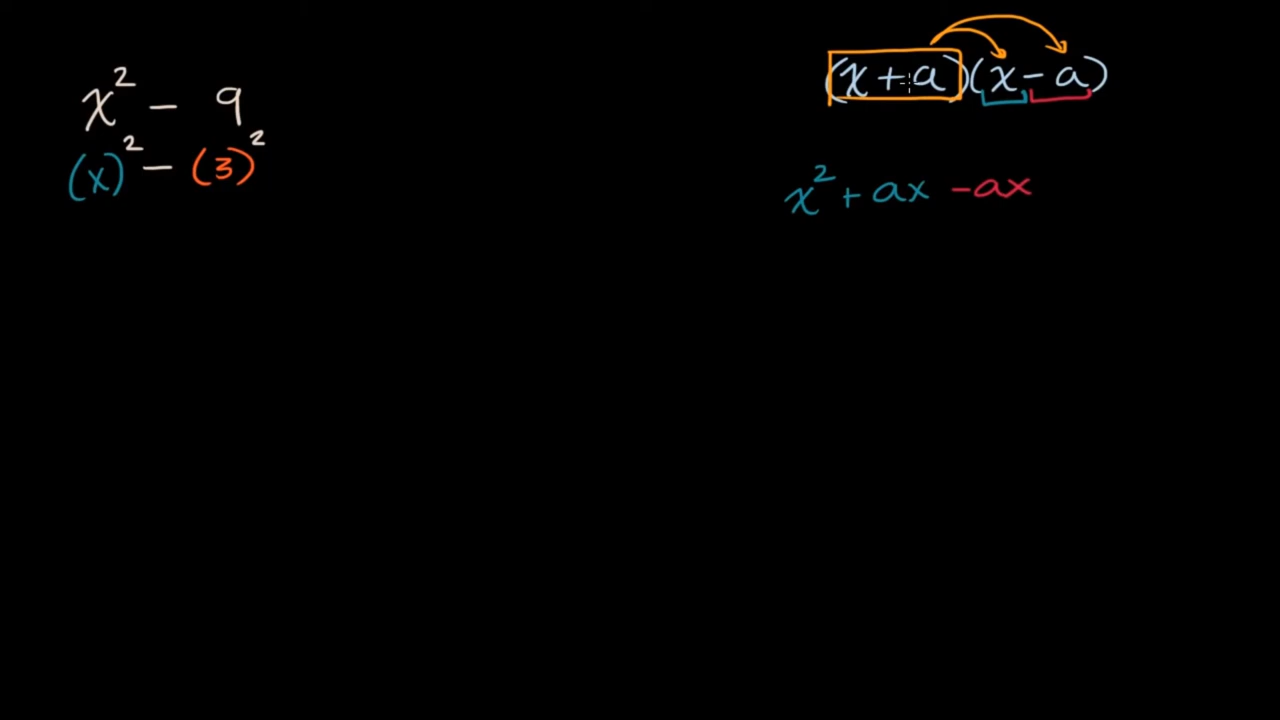 x² - 9
(x)² - (3)²
(x + a)(x - a)
x² + ax - ax